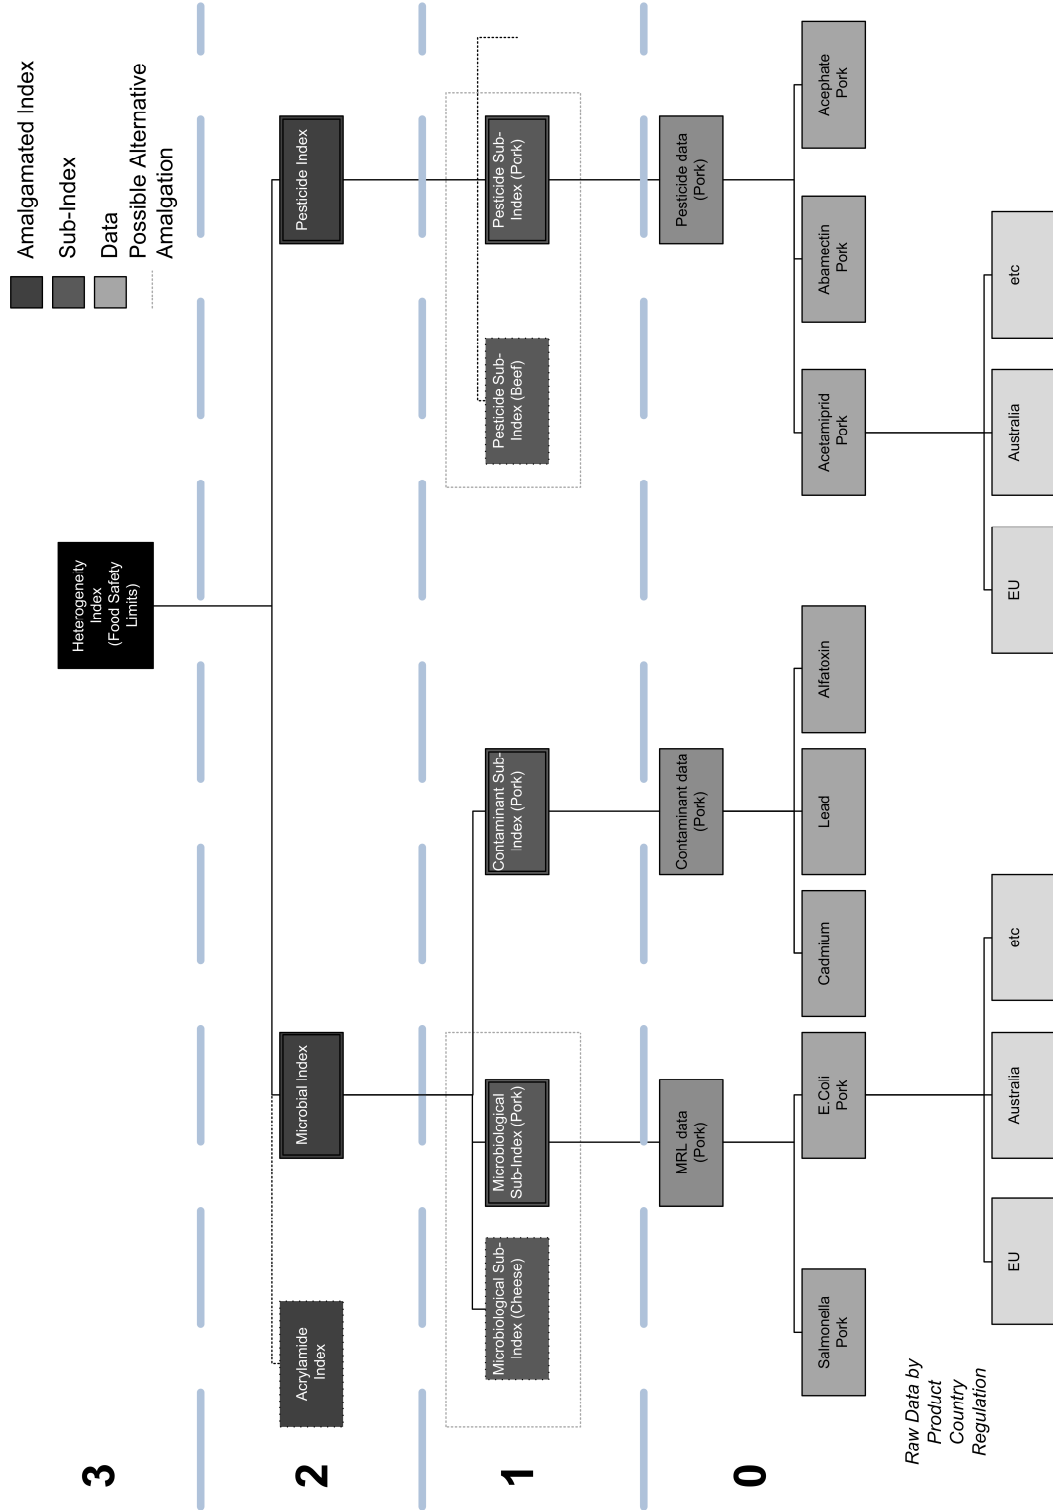 Amalgamated Index
Sub-Index
Data
Possible Alternative
Amalgation
3
Heterogeneity
Index
(Food Safety
Limits)
2
Acrylamide
Index
Microbial Index
Pesticide Index
1
Microbiological Sub-
Index (Cheese)
Microbiological
Sub-Index (Pork)
Contaminant Sub-
Index (Pork)
Pesticide Sub-
Index (Beef)
Pesticide Sub-
Index (Pork)
0
MRL data
(Pork)
Contaminant data
(Pork)
Pesticide data
(Pork)
Salmonella
Pork
E.Coli
Pork
Cadmium
Lead
Alfatoxin
Acetamiprid
Pork
Abamectin
Pork
Acephate
Pork
Raw Data by
Product
Country
Regulation
EU
Australia
etc
EU
Australia
etc